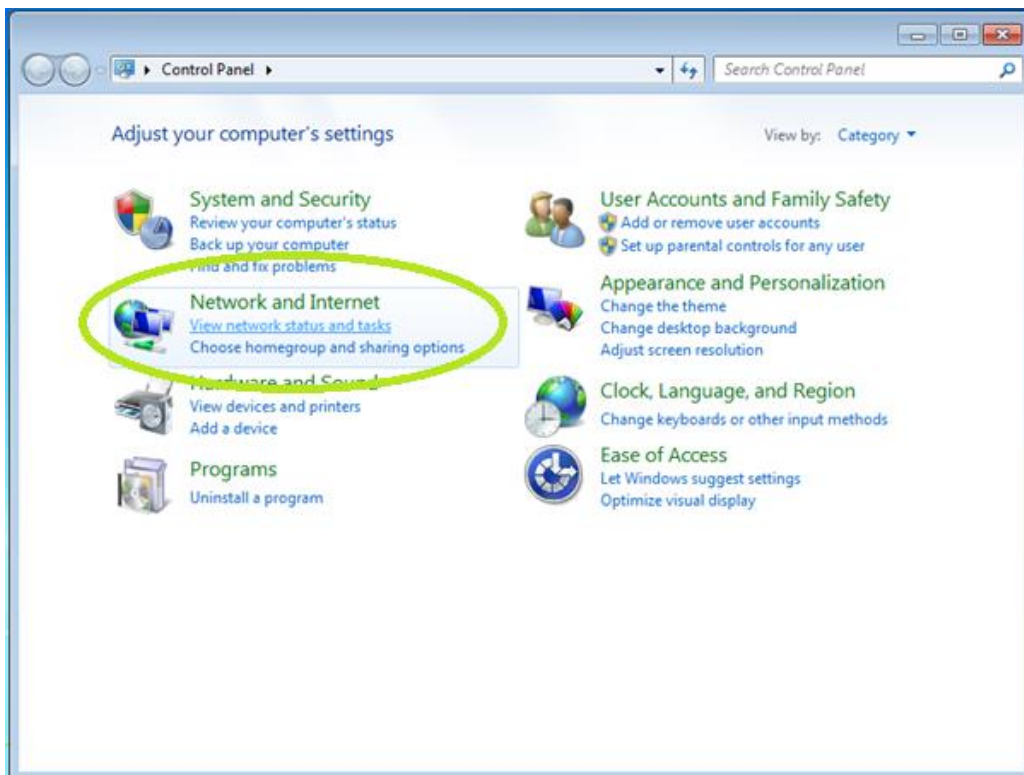 Control Panel
Search Control Panel
Adjust your computer's settings
View by: Category
System and Security
Review your computer's status
Back up your computer
Find and fix problems
Network and Internet
View network status and tasks
Choose homegroup and sharing options
Hardware and Sound
View devices and printers
Add a device
Programs
Uninstall a program
User Accounts and Family Safety
Add or remove user accounts
Set up parental controls for any user
Appearance and Personalization
Change the theme
Change desktop background
Adjust screen resolution
Clock, Language, and Region
Change keyboards or other input methods
Ease of Access
Let Windows suggest settings
Optimize visual display